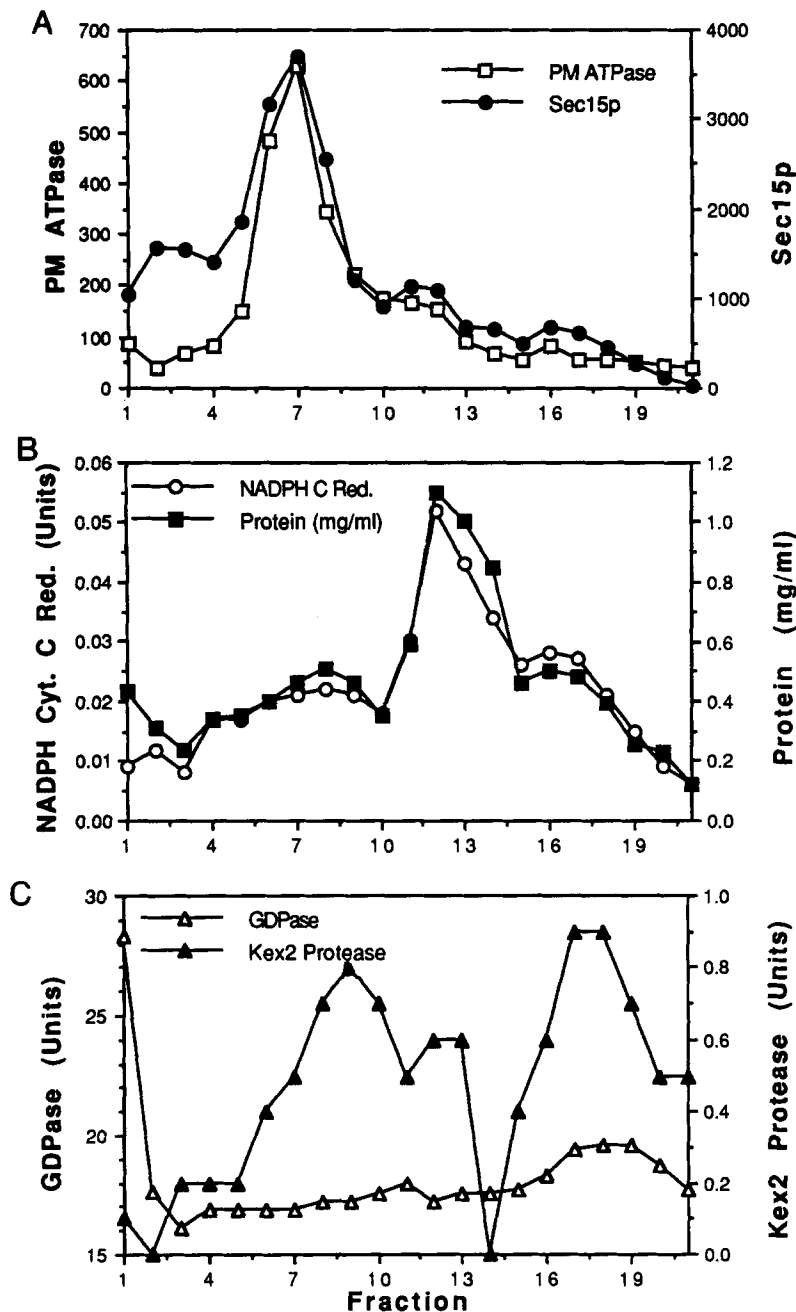 A
700
600
500
400
300
200
100
0
PM ATPase
PM ATPase
Sec15p
4000
3000
2000
1000
0
Sec15p
1 4 7 10 13 16 19
B
0.06
0.05
0.04
0.03
0.02
0.01
0.00
NADPH Cyt. C Red. (Units)
NADPH C Red.
Protein (mg/ml)
1.2
1.0
0.8
0.6
0.4
0.2
0.0
Protein (mg/ml)
1 4 7 10 13 16 19
C
30
25
20
15
GDPase (Units)
GDPase
Kex2 Protease
1.0
0.8
0.6
0.4
0.2
0.0
Kex2 Protease (Units)
1 4 7 10 13 16 19
Fraction